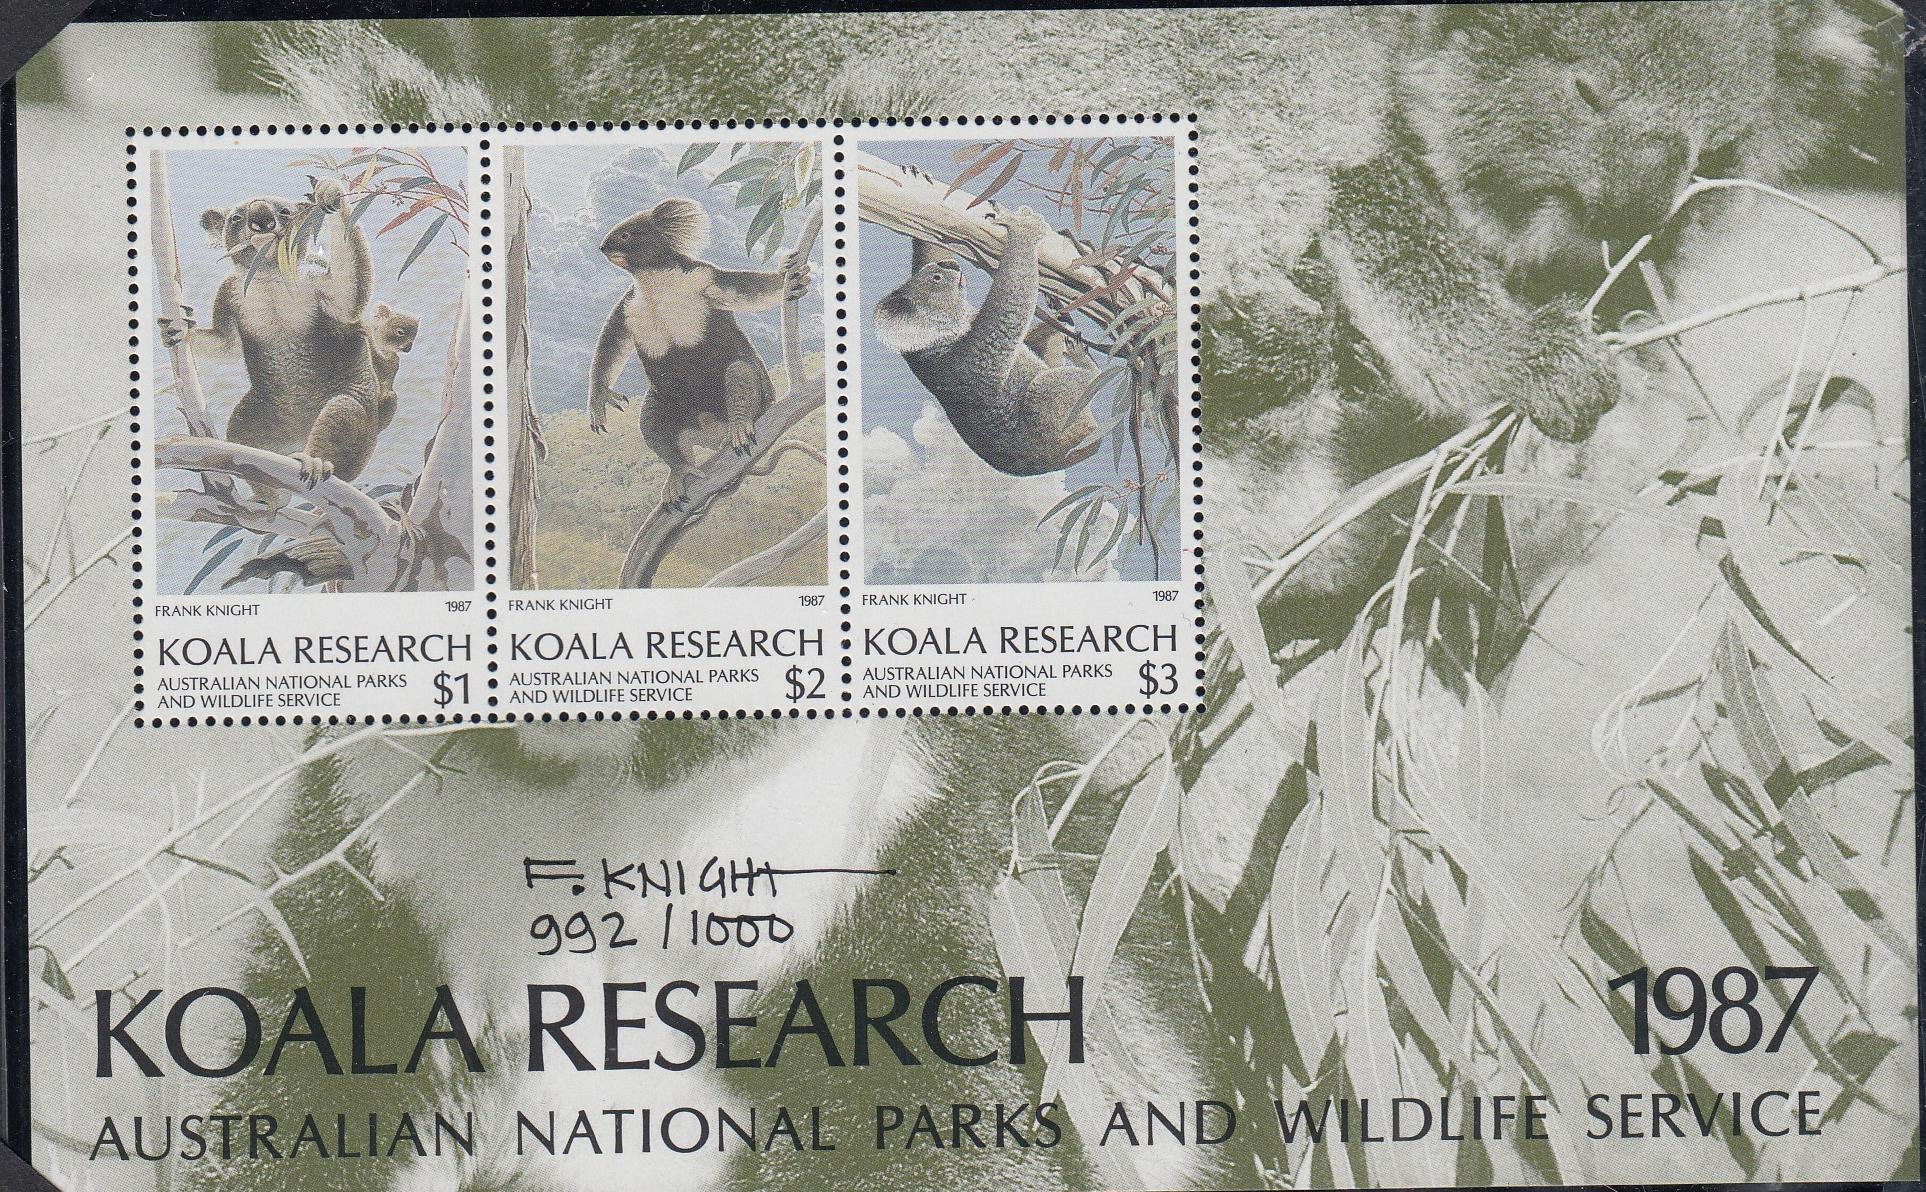 FRANK KNIGHT 1987
KOALA RESEARCH
AUSTRALIAN NATIONAL PARKS
AND WILDLIFE SERVICE $1
FRANK KNIGHT 1987
KOALA RESEARCH
AUSTRALIAN NATIONAL PARKS
AND WILDLIFE SERVICE $2
FRANK KNIGHT 1987
KOALA RESEARCH
AUSTRALIAN NATIONAL PARKS
AND WILDLIFE SERVICE $3
F. KNIGHT
992/1000
KOALA RESEARCH 1987
AUSTRALIAN NATIONAL PARKS AND WILDLIFE SERVICE